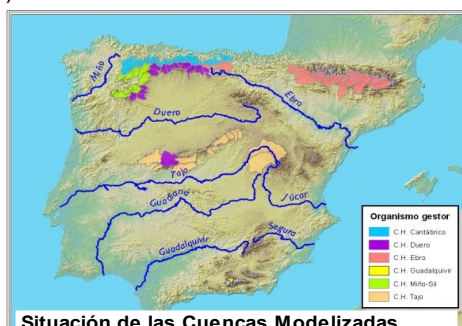 )
Miño
Ebro
Duero
Tajo
Guadiana
Júcar
Segura
Guadalquivir
Organismo gestor
C.H. Cantábrico
C.H. Duero
C.H. Ebro
C.H. Guadalquivir
C.H. Miño-Sil
C.H. Tajo
Situación de las Cuencas Modelizadas